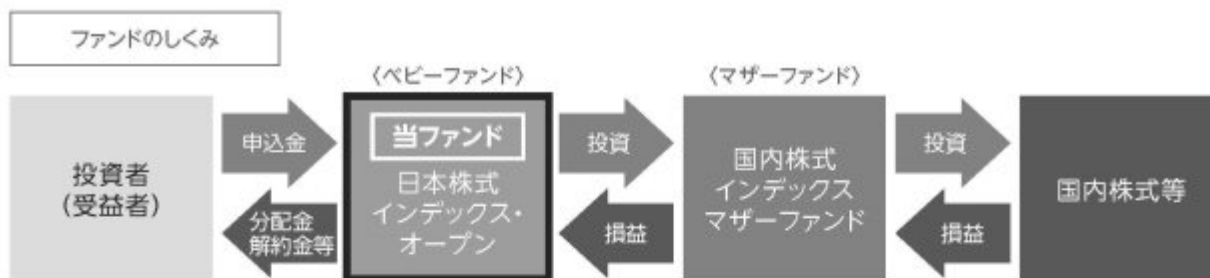 ファンドのしくみ
〈ベビーファンド〉
〈マザーファンド〉
投資者
(受益者)
申込金
分配金
解約金等
当ファンド
日本株式
インデックス・
オープン
投資
損益
国内株式
インデックス
マザーファンド
投資
損益
国内株式等